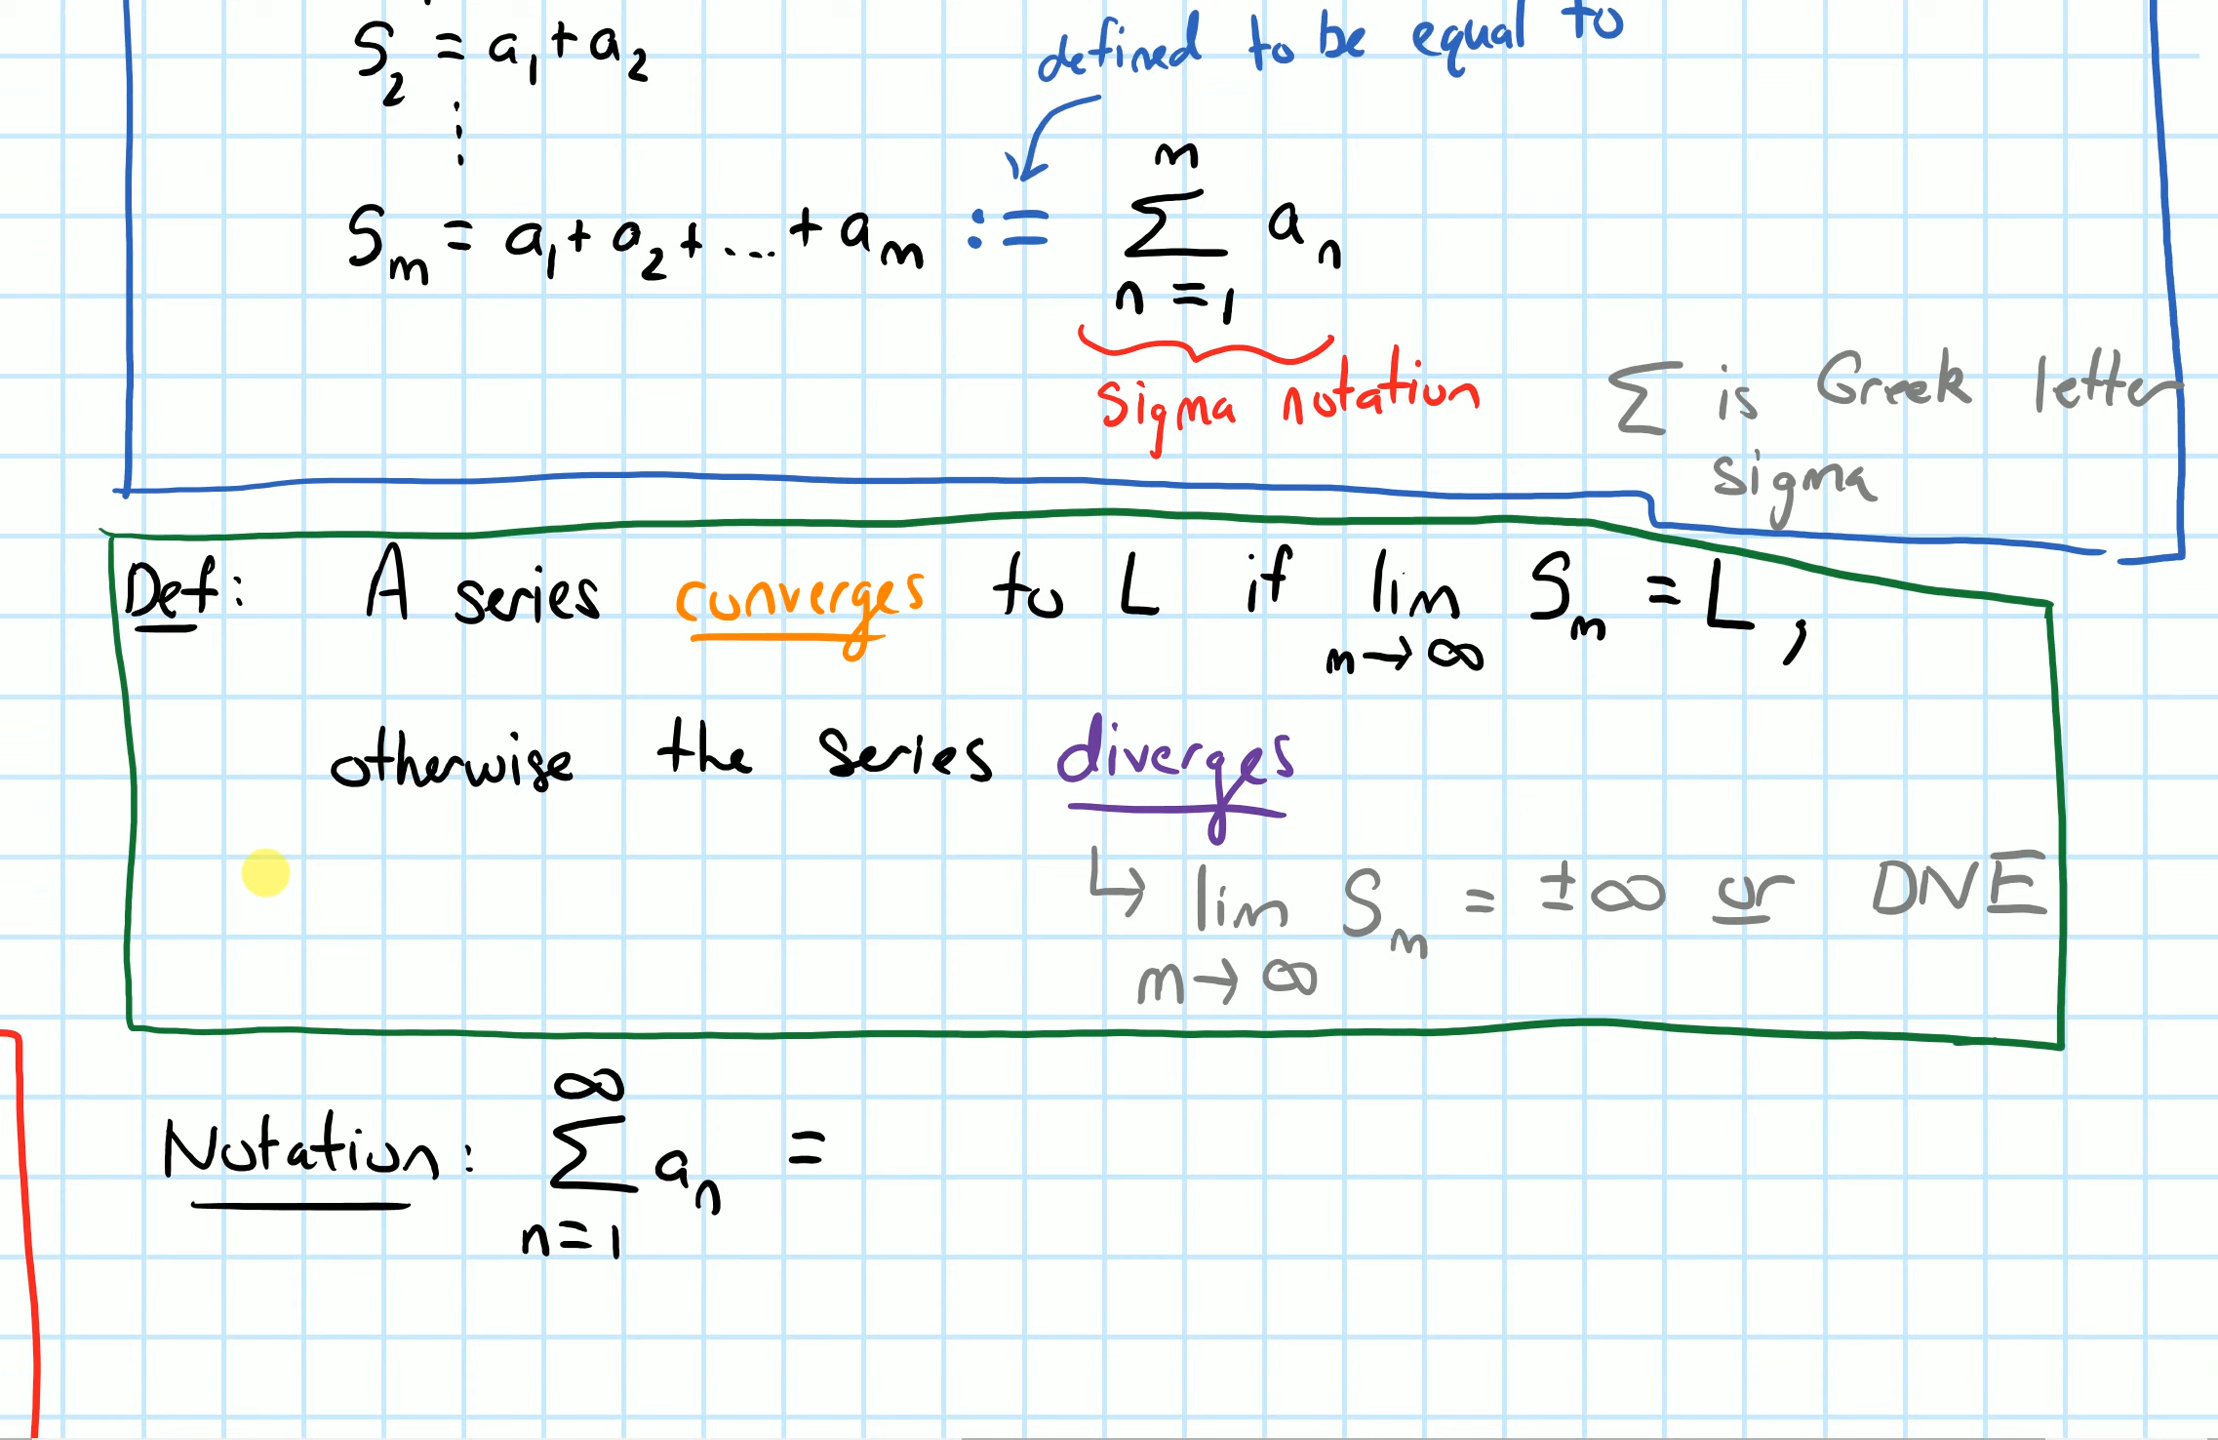 S₂ = a₁ + a₂
defined to be equal to
⋮
Sₘ = a₁ + a₂ + ... + aₘ := ∑_{n=1}^{m} aₙ
sigma notation
Σ is Greek letter
sigma
Def: A series converges to L if lim_{m→∞} Sₘ = L,
otherwise the series diverges
↳ lim_{m→∞} Sₘ = ±∞ or DNE
Notation: ∑_{n=1}^{∞} aₙ =